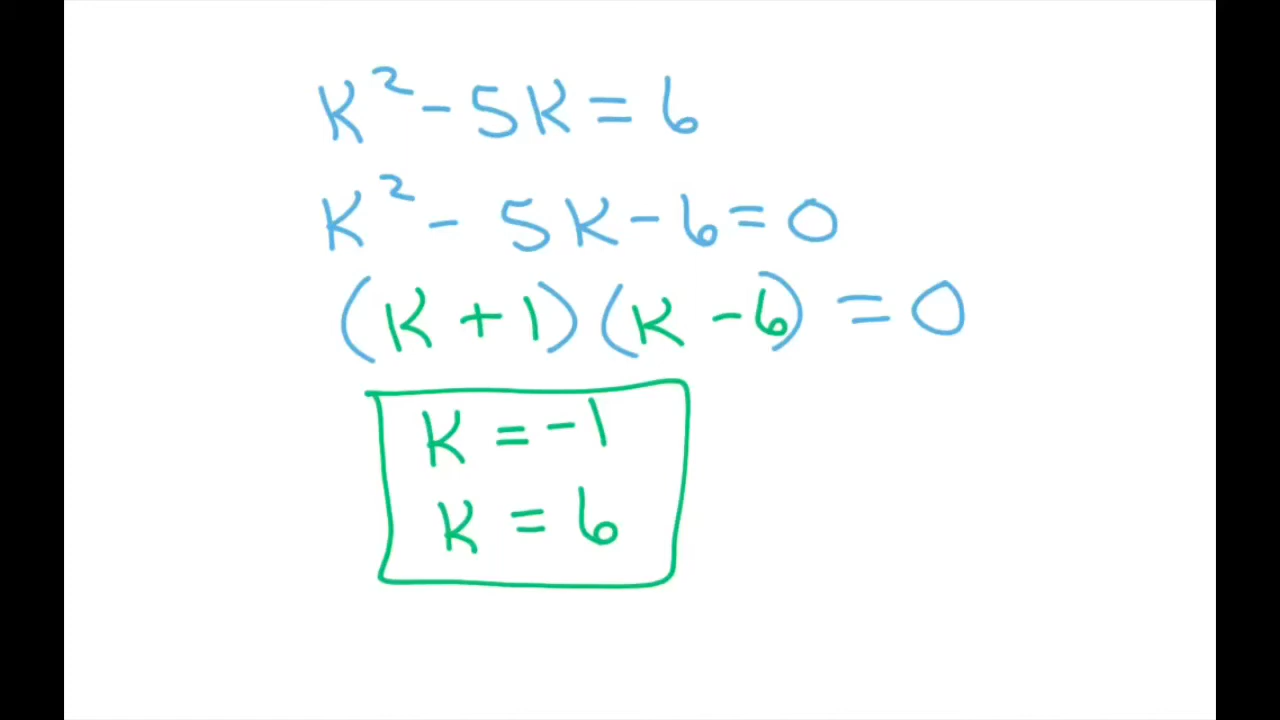 K² - 5K = 6
K² - 5K - 6 = 0
(K + 1)(K - 6) = 0
K = -1
K = 6